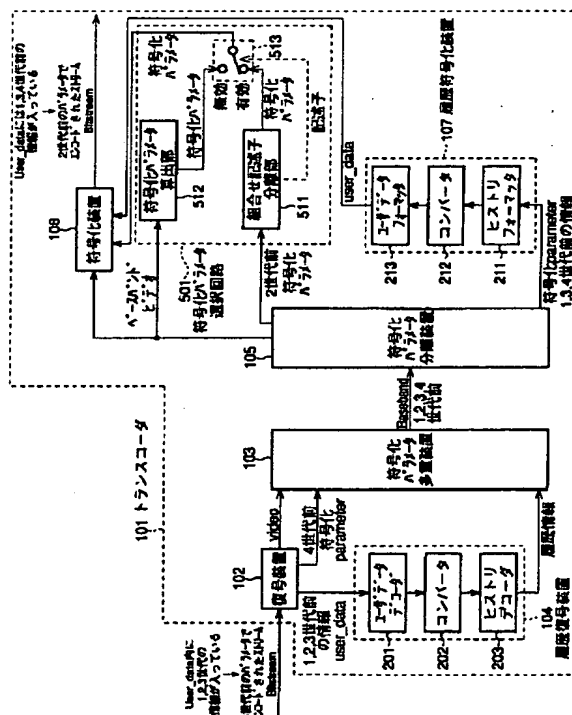 101 トランスコーダ
User_data内に
1,2,3世代の
情報が入っている
世代前のパラメータで
エンコードされたストリーム
Bitstream
102
復号装置
video
4世代前
符号化
parameter
1,2,3世代前
の情報
user_data
201
ユーザデータ
デコーダ
202
コンバータ
203
ヒストリ
デコーダ
104
履歴復号装置
履歴情報
103
符号化
パラメータ
多重装置
Baseband
1,2,3,4
世代前
105
符号化
パラメータ
分離装置
ベースバンド
ビデオ
2世代前
符号化
パラメータ
501
符号化パラメータ
選択回路
512
符号化パラメータ
算出部
511
組合せ記述子
分離部
符号化パラメータ
符号化
パラメータ
無効
有効
513
符号化
パラメータ
記述子
108
符号化装置
User_dataには1,3,4世代前の
情報が入っている
2世代前のパラメータで
エンコードされたストリーム
Bitstream
user_data
符号化parameter
1,3,4世代前の情報
211
ヒストリ
フォーマッタ
212
コンバータ
213
ユーザデータ
フォーマッタ
107 履歴符号化装置